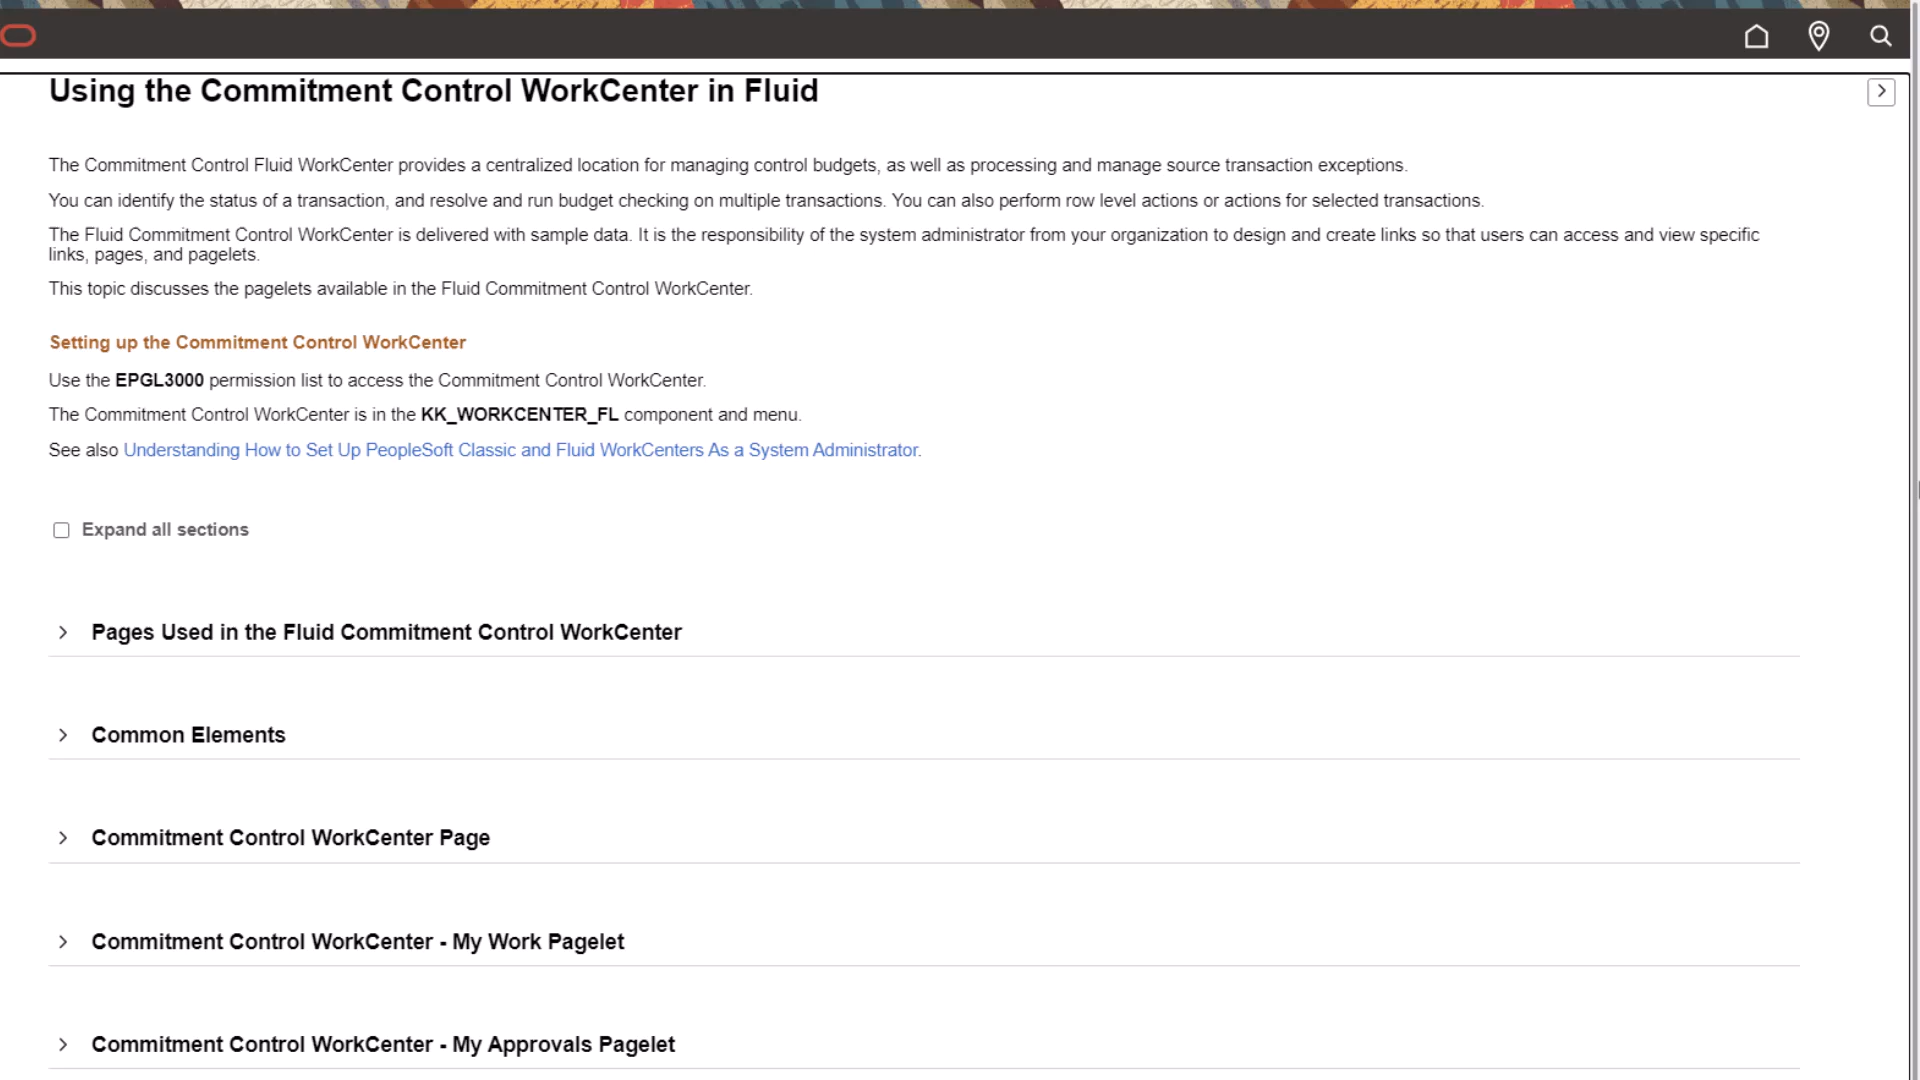 Using the Commitment Control WorkCenter in Fluid
The Commitment Control Fluid WorkCenter provides a centralized location for managing control budgets, as well as processing and manage source transaction exceptions.
You can identify the status of a transaction, and resolve and run budget checking on multiple transactions. You can also perform row level actions or actions for selected transactions.
The Fluid Commitment Control WorkCenter is delivered with sample data. It is the responsibility of the system administrator from your organization to design and create links so that users can access and view specific
links, pages, and pagelets.
This topic discusses the pagelets available in the Fluid Commitment Control WorkCenter.
Setting up the Commitment Control WorkCenter
Use the EPGL3000 permission list to access the Commitment Control WorkCenter.
The Commitment Control WorkCenter is in the KK_WORKCENTER_FL component and menu.
See also Understanding How to Set Up PeopleSoft Classic and Fluid WorkCenters As a System Administrator.
Expand all sections
Pages Used in the Fluid Commitment Control WorkCenter
Common Elements
Commitment Control WorkCenter Page
Commitment Control WorkCenter - My Work Pagelet
Commitment Control WorkCenter - My Approvals Pagelet